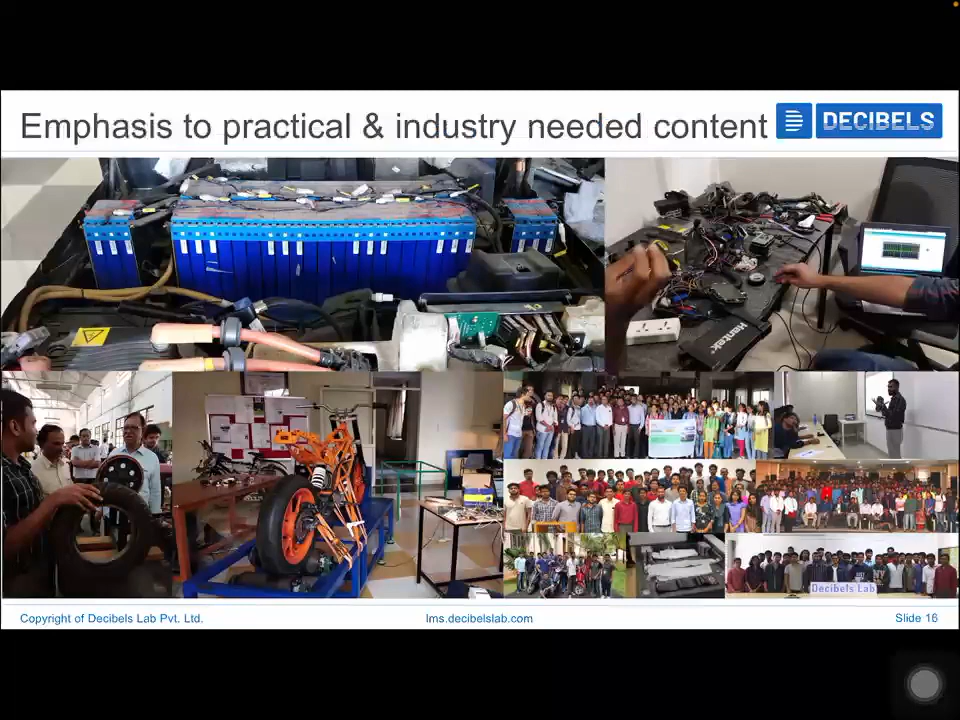 Emphasis to practical & industry needed content
DECIBELS
Hantek
Decibels Lab
Copyright of Decibels Lab Pvt. Ltd.
lms.decibelslab.com
Slide 16